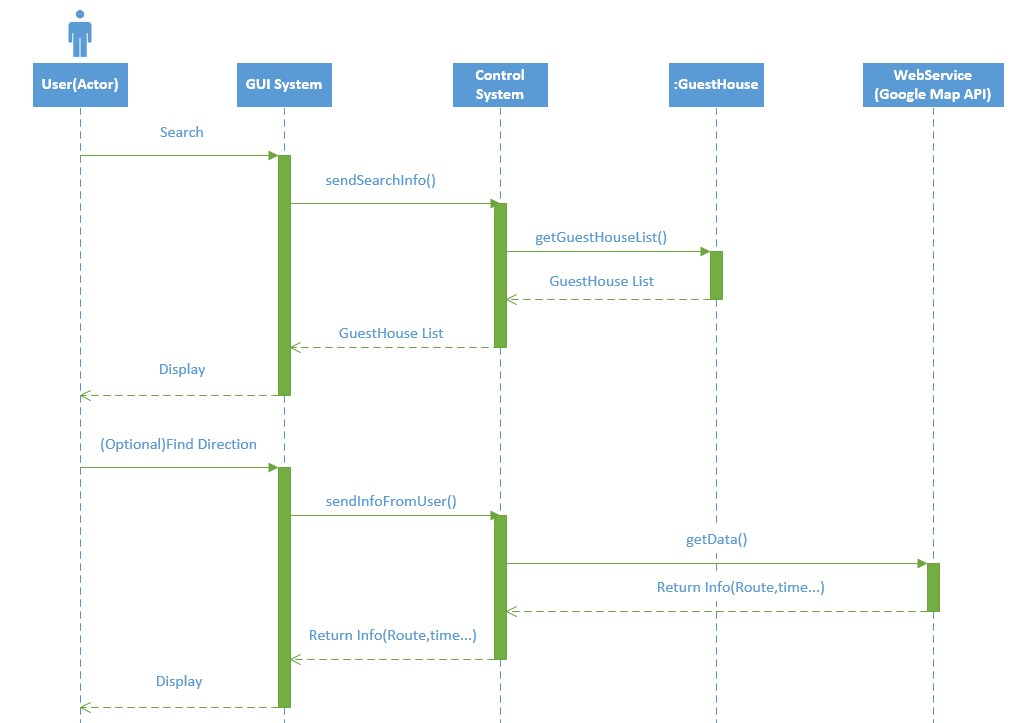 User(Actor)
GUI System
Control
System
:GuestHouse
WebService
(Google Map API)
Search
sendSearchInfo()
getGuestHouseList()
GuestHouse List
GuestHouse List
Display
(Optional)Find Direction
sendInfoFromUser()
getData()
Return Info(Route,time...)
Return Info(Route,time...)
Display